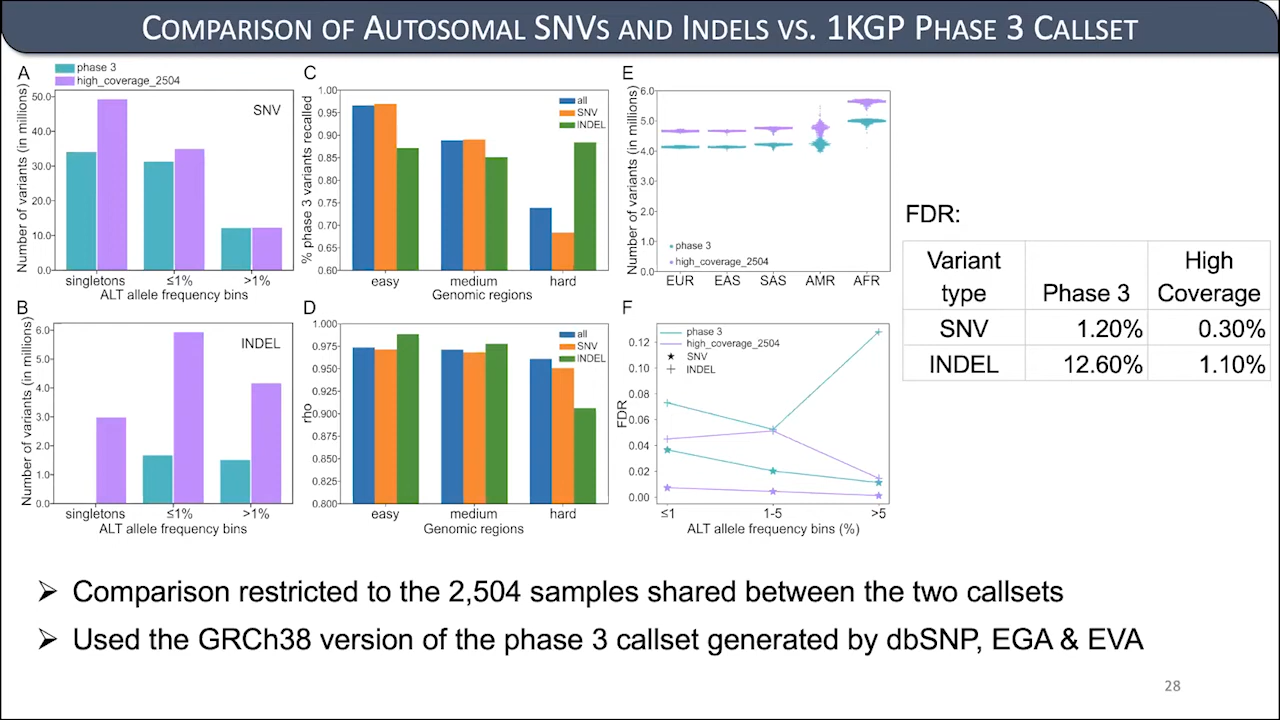 COMPARISON OF AUTOSOMAL SNVS AND INDELS VS. 1KGP PHASE 3 CALLSET
A
phase 3
high_coverage_2504
Number of variants (in millions)
50.0
40.0
30.0
20.0
10.0
0.0
SNV
singletons ≤1% >1%
ALT allele frequency bins
B
Number of variants (in millions)
6.0
5.0
4.0
3.0
2.0
1.0
0.0
INDEL
singletons ≤1% >1%
ALT allele frequency bins
C
% phase 3 variants recalled
1.00
0.95
0.90
0.85
0.80
0.75
0.70
0.65
0.60
all
SNV
INDEL
easy medium hard
Genomic regions
D
rho
1.000
0.975
0.950
0.925
0.900
0.875
0.850
0.825
0.800
all
SNV
INDEL
easy medium hard
Genomic regions
E
Number of variants (in millions)
6.0
5.0
4.0
3.0
2.0
1.0
0.0
phase 3
high_coverage_2504
EUR EAS SAS AMR AFR
F
FDR
0.12
0.10
0.08
0.06
0.04
0.02
0.00
phase 3
high_coverage_2504
SNV
INDEL
≤1 1-5 >5
ALT allele frequency bins (%)
FDR:
Variant type Phase 3 High Coverage
SNV 1.20% 0.30%
INDEL 12.60% 1.10%
➢ Comparison restricted to the 2,504 samples shared between the two callsets
➢ Used the GRCh38 version of the phase 3 callset generated by dbSNP, EGA & EVA
28